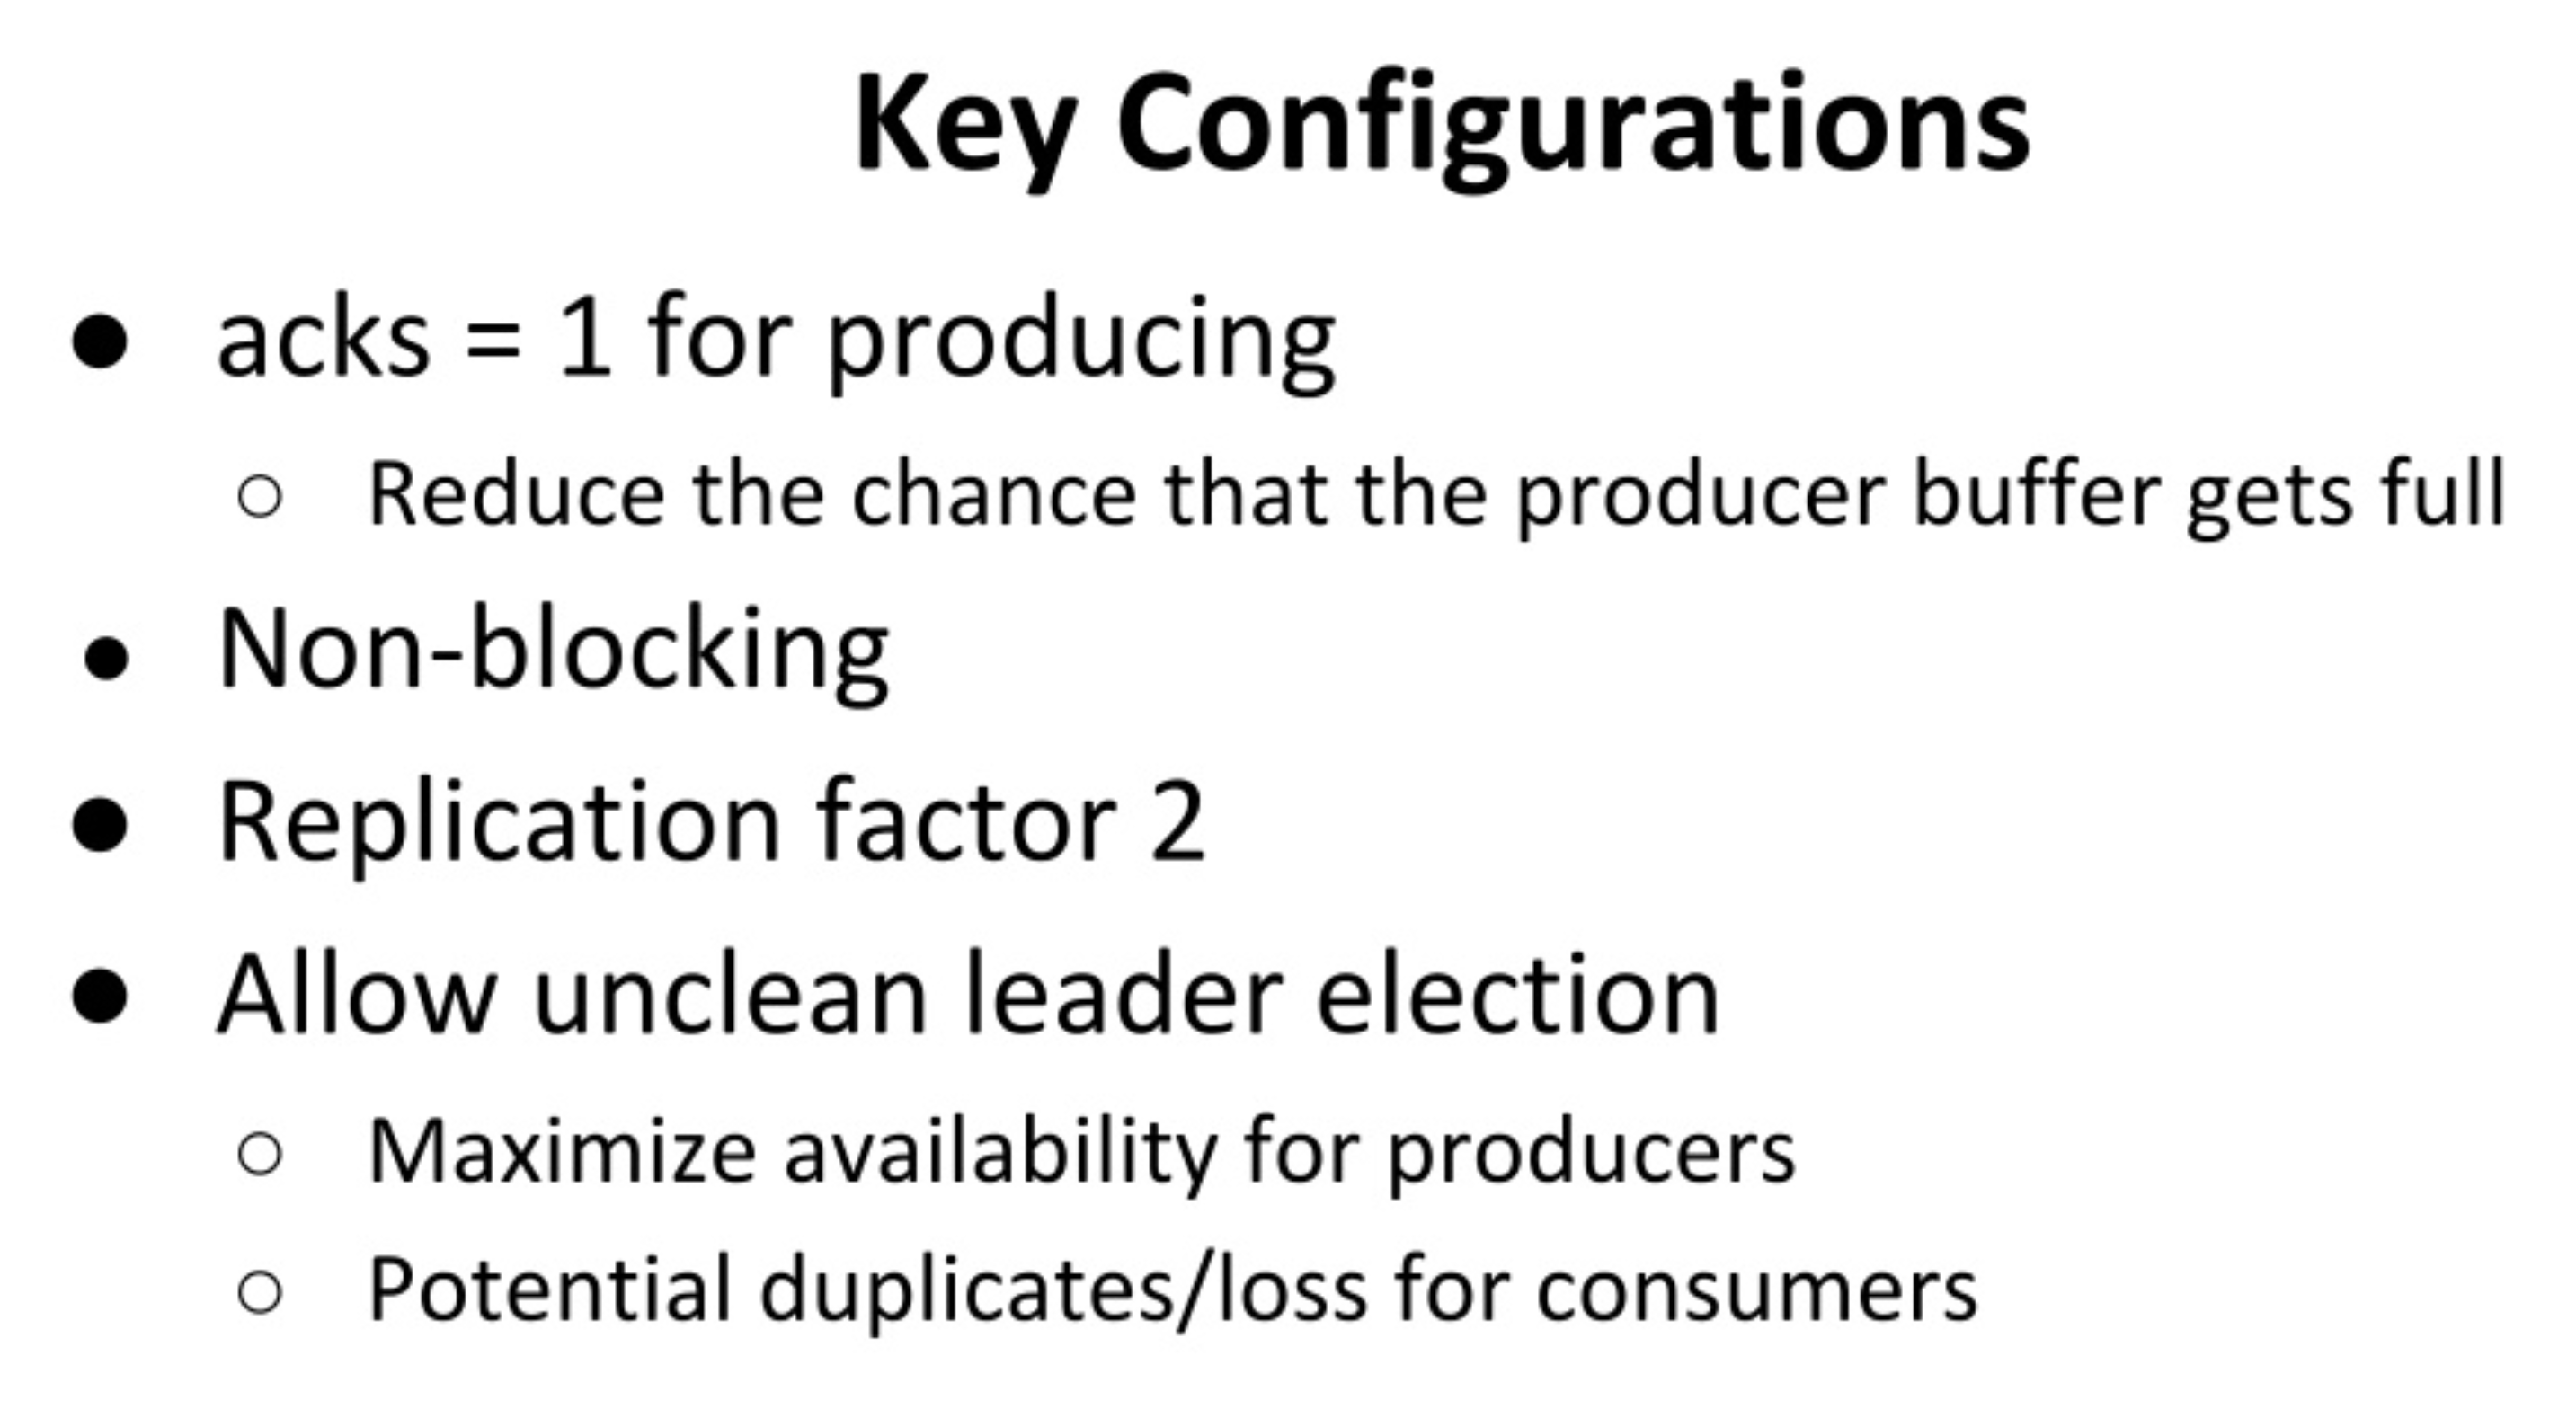 Key Configurations
● acks = 1 for producing
○ Reduce the chance that the producer buffer gets full
● Non-blocking
● Replication factor 2
● Allow unclean leader election
○ Maximize availability for producers
○ Potential duplicates/loss for consumers